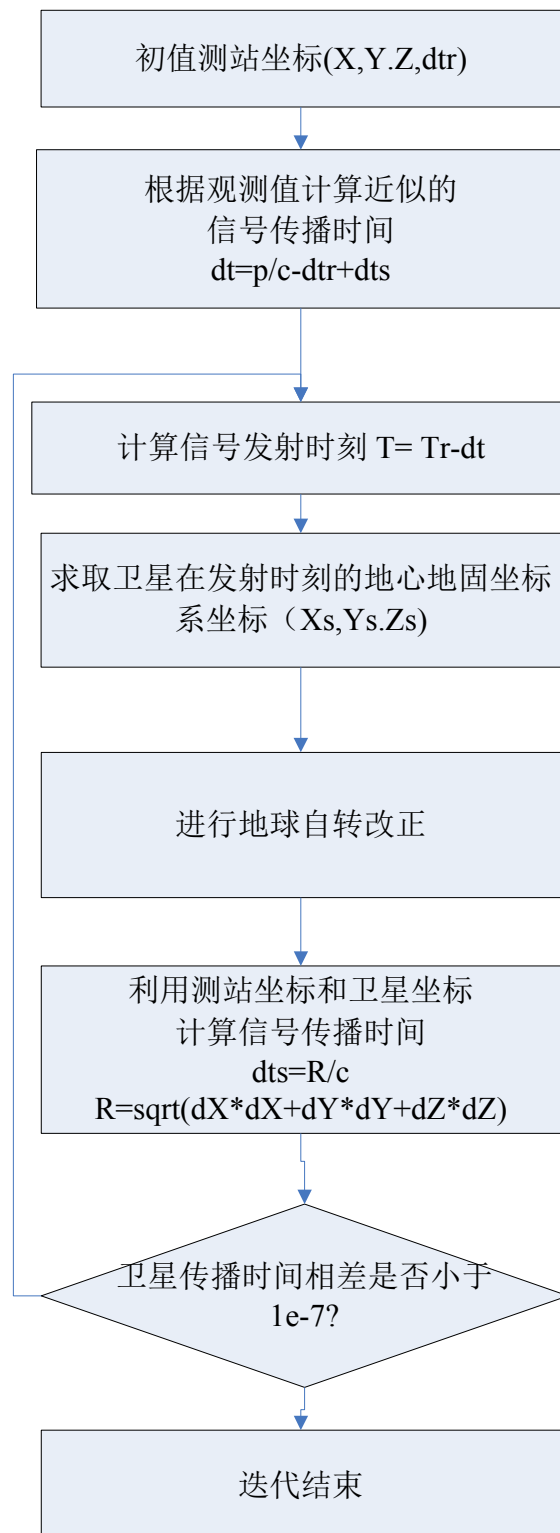 初值测站坐标(X,Y.Z,dtr)
根据观测值计算近似的
信号传播时间
dt=p/c-dtr+dts
计算信号发射时刻 T= Tr-dt
求取卫星在发射时刻的地心地固坐标
系坐标（Xs,Ys.Zs)
进行地球自转改正
利用测站坐标和卫星坐标
计算信号传播时间
dts=R/c
R=sqrt(dX*dX+dY*dY+dZ*dZ)
卫星传播时间相差是否小于
1e-7?
迭代结束